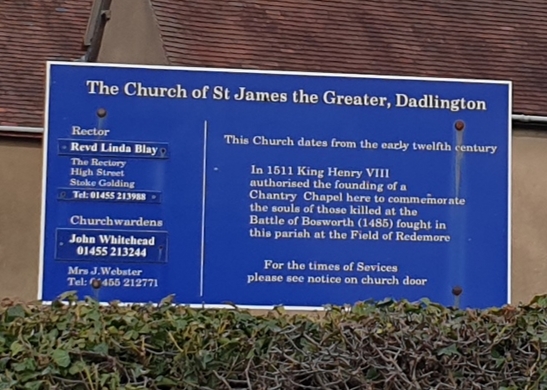 The Church of St James the Greater, Dadlington
Rector
Revd Linda Blay
The Rectory
High Street
Stoke Golding
Tel: 01455 213988
Churchwardens
John Whitehead
01455 213244
Mrs J.Webster
Tel: 01455 212771
This Church dates from the early twelfth century
In 1511 King Henry VIII
authorised the founding of a
Chantry Chapel here to commemorate
the souls of those killed at the
Battle of Bosworth (1485) fought in
this parish at the Field of Redemore
For the times of Sevices
please see notice on church door